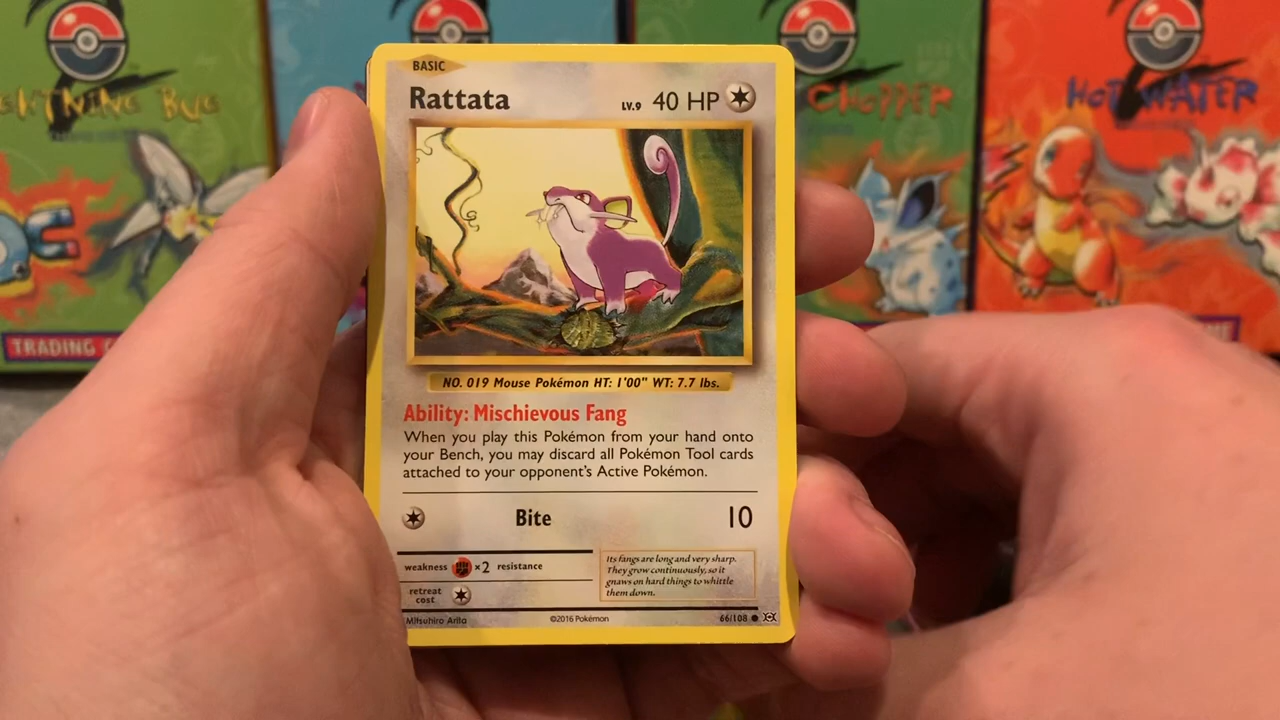 BUG
CHOPPER
HOT WATER
TRADING
BASIC
Rattata LV.9 40 HP
NO. 019 Mouse Pokémon HT: 1'00" WT: 7.7 lbs.
Ability: Mischievous Fang
When you play this Pokémon from your hand onto
your Bench, you may discard all Pokémon Tool cards
attached to your opponent's Active Pokémon.
Bite 10
weakness ×2 resistance
retreat
cost
Its fangs are long and very sharp.
They grow continuously, so it
gnaws on hard things to whittle
them down.
Mitsuhiro Arita ©2016 Pokémon 66/108